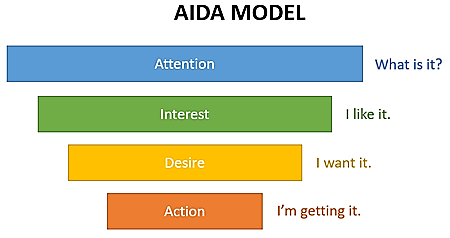 AIDA MODEL
Attention What is it?
Interest I like it.
Desire I want it.
Action I'm getting it.